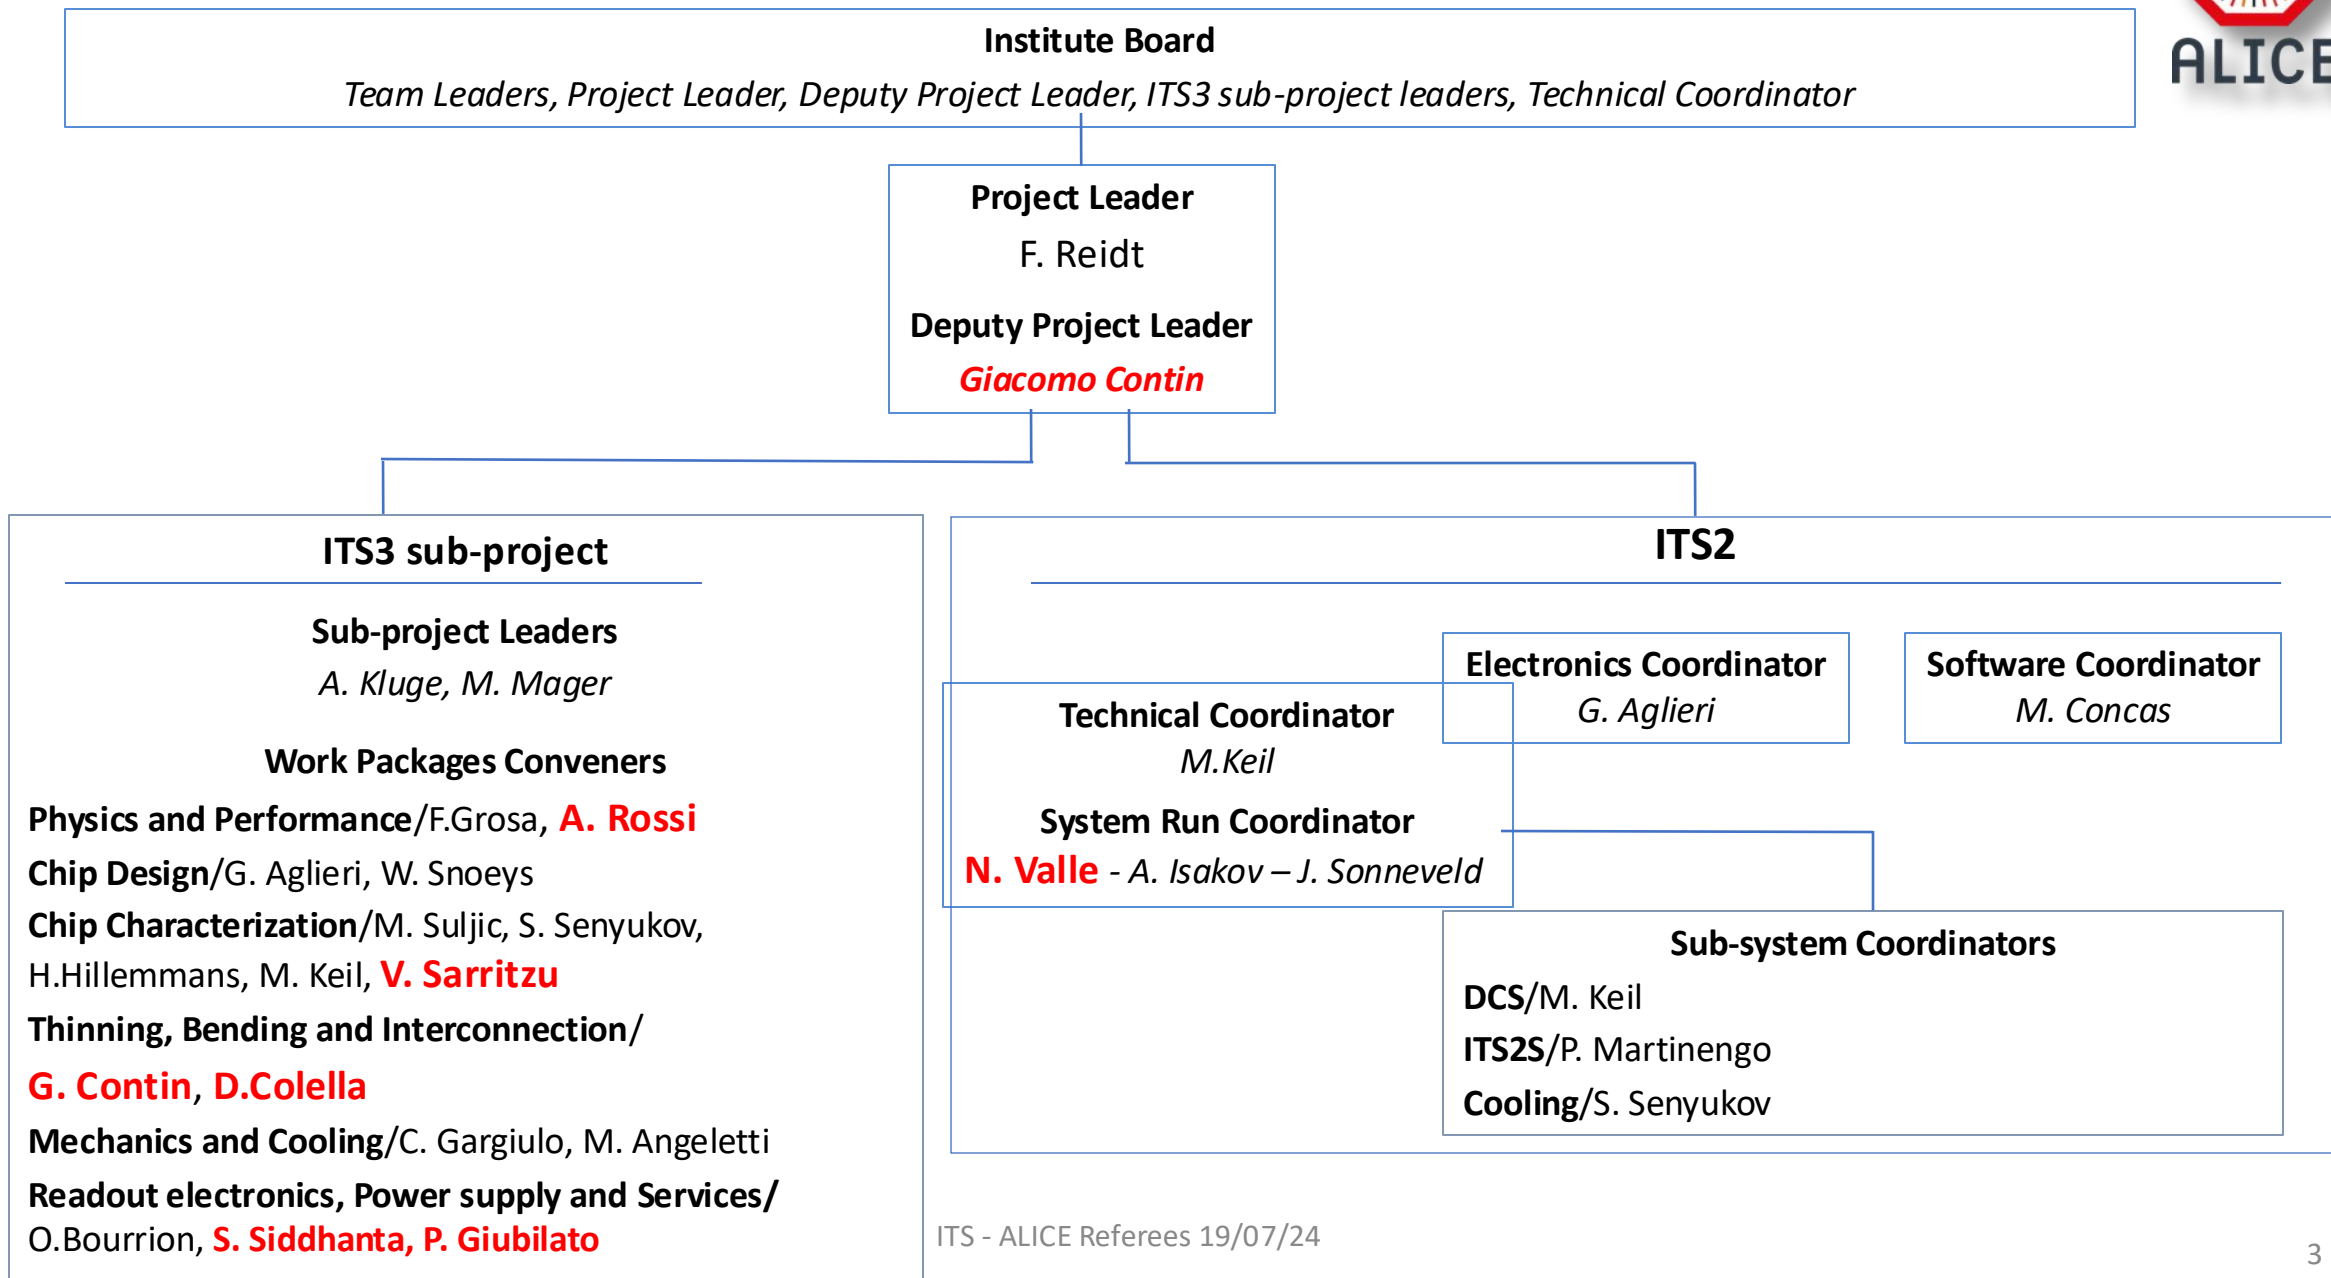 Institute Board
Team Leaders, Project Leader, Deputy Project Leader, ITS3 sub-project leaders, Technical Coordinator
ALICE
Project Leader
F. Reidt
Deputy Project Leader
Giacomo Contin
ITS3 sub-project
Sub-project Leaders
A. Kluge, M. Mager
Work Packages Conveners
Physics and Performance/F.Grosa, A. Rossi
Chip Design/G. Aglieri, W. Snoeys
Chip Characterization/M. Suljic, S. Senyukov,
H.Hillemmans, M. Keil, V. Sarritzu
Thinning, Bending and Interconnection/
G. Contin, D.Colella
Mechanics and Cooling/C. Gargiulo, M. Angeletti
Readout electronics, Power supply and Services/
O.Bourrion, S. Siddhanta, P. Giubilato
ITS2
Electronics Coordinator
G. Aglieri
Software Coordinator
M. Concas
Technical Coordinator
M.Keil
System Run Coordinator
N. Valle - A. Isakov – J. Sonneveld
Sub-system Coordinators
DCS/M. Keil
ITS2S/P. Martinengo
Cooling/S. Senyukov
ITS - ALICE Referees 19/07/24
3